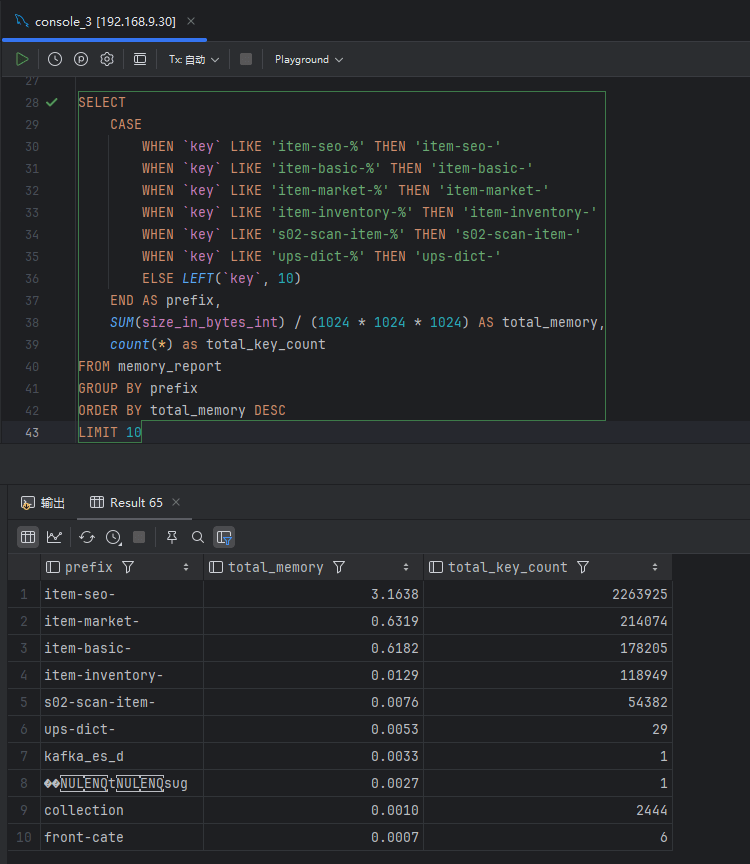 console_3 [192.168.9.30]
Tx: 自动
Playground
27
28 SELECT
29 CASE
30 WHEN `key` LIKE 'item-seo-%' THEN 'item-seo-'
31 WHEN `key` LIKE 'item-basic-%' THEN 'item-basic-'
32 WHEN `key` LIKE 'item-market-%' THEN 'item-market-'
33 WHEN `key` LIKE 'item-inventory-%' THEN 'item-inventory-'
34 WHEN `key` LIKE 's02-scan-item-%' THEN 's02-scan-item-'
35 WHEN `key` LIKE 'ups-dict-%' THEN 'ups-dict-'
36 ELSE LEFT(`key`, 10)
37 END AS prefix,
38 SUM(size_in_bytes_int) / (1024 * 1024 * 1024) AS total_memory,
39 count(*) as total_key_count
40 FROM memory_report
41 GROUP BY prefix
42 ORDER BY total_memory DESC
43 LIMIT 10
输出 Result 65
prefix total_memory total_key_count
1 item-seo- 3.1638 2263925
2 item-market- 0.6319 214074
3 item-basic- 0.6182 178205
4 item-inventory- 0.0129 118949
5 s02-scan-item- 0.0076 54382
6 ups-dict- 0.0053 29
7 kafka_es_d 0.0033 1
8 ��NULENQtNULENQsug 0.0027 1
9 collection 0.0010 2444
10 front-cate 0.0007 6